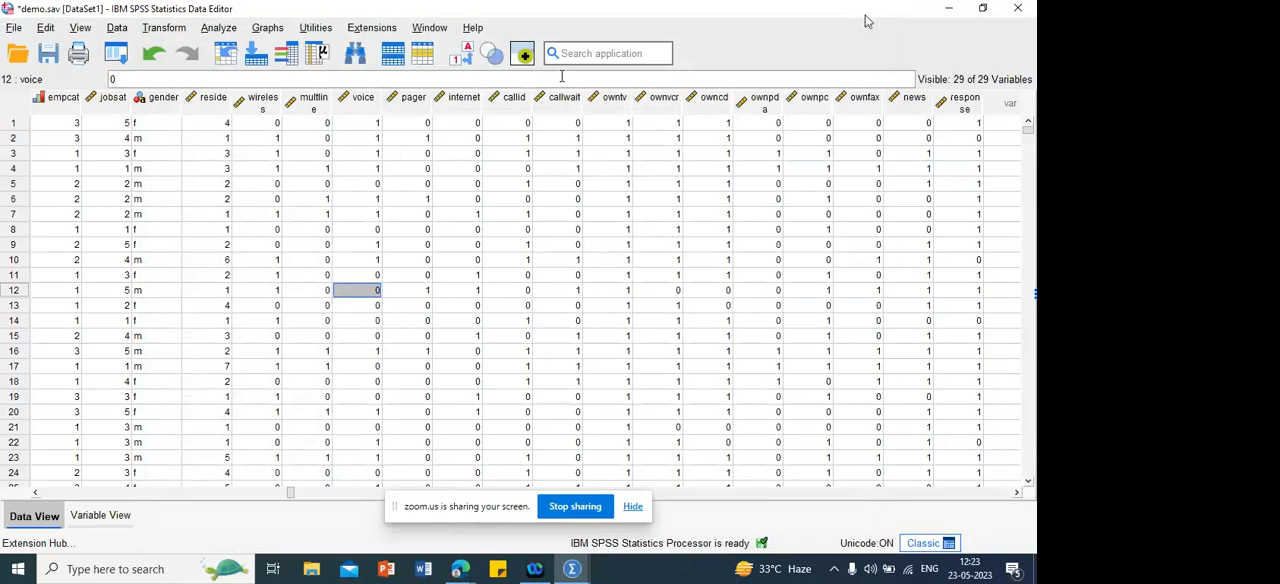 *demo.sav [DataSet1] - IBM SPSS Statistics Data Editor
File Edit View Data Transform Analyze Graphs Utilities Extensions Window Help
Search application
12 : voice 0 Visible: 29 of 29 Variables
empcat jobsat gender reside wireless multline voice pager internet callid callwait owntv ownvcr owncd ownpda ownpc ownfax news response var
1 3 5 f 4 0 0 1 0 0 0 0 1 1 1 0 0 0 0 1
2 3 4 m 1 1 0 1 1 0 1 1 1 1 1 0 0 0 0 0
3 1 3 f 3 1 0 1 0 0 1 1 1 1 1 1 1 0 1 1
4 1 3 m 3 1 1 1 0 0 0 1 1 1 1 1 1 1 1 1
5 2 2 m 2 0 0 0 0 0 1 0 1 1 1 0 0 0 0 1
6 2 2 m 2 0 1 1 1 0 1 1 1 1 1 0 0 0 0 1
7 2 2 m 1 1 1 1 0 1 1 0 1 1 1 0 0 0 1 1
8 1 1 f 1 0 0 0 0 0 0 0 1 1 1 0 0 0 0 1
9 2 5 f 2 0 0 1 0 0 1 0 1 1 1 0 0 0 1 1
10 2 4 m 6 1 0 1 0 0 1 1 1 1 1 0 0 1 1 0
11 1 3 f 2 1 0 0 0 1 0 1 1 1 1 0 1 0 1 1
12 1 5 m 1 1 0 0 1 1 0 1 1 0 0 0 1 1 1 1
13 1 2 f 4 0 0 0 0 0 0 0 1 1 0 0 0 0 1 1
14 1 1 f 1 1 0 0 0 0 1 0 1 1 1 0 0 0 0 0
15 2 4 m 3 0 0 0 0 1 0 1 1 1 1 0 1 0 1 1
16 3 5 m 2 1 1 1 1 0 1 1 1 1 1 1 1 1 1 1
17 1 1 m 7 1 1 0 0 0 1 1 1 1 1 0 0 0 0 1
18 1 4 f 2 0 0 0 0 0 1 1 1 1 1 1 0 1 1 1
19 3 3 f 1 0 0 0 0 1 0 0 1 1 1 0 1 0 0 1
20 3 5 f 4 1 1 1 0 1 0 0 1 1 1 0 0 0 1 1
21 1 3 m 1 0 0 0 0 0 0 0 1 0 0 0 0 0 1 1
22 1 3 m 1 0 0 1 0 0 0 0 1 1 0 0 0 0 1 0
23 1 3 m 5 1 1 1 0 0 1 1 1 1 1 0 0 1 1 1
24 2 3 f 4 0 0 0 0 0 1 0 1 1 1 0 0 0 0 1
zoom.us is sharing your screen. Stop sharing Hide
Data View Variable View
Extension Hub... IBM SPSS Statistics Processor is ready Unicode:ON Classic
Type here to search 33°C Haze ENG 12:23
23-05-2023 5